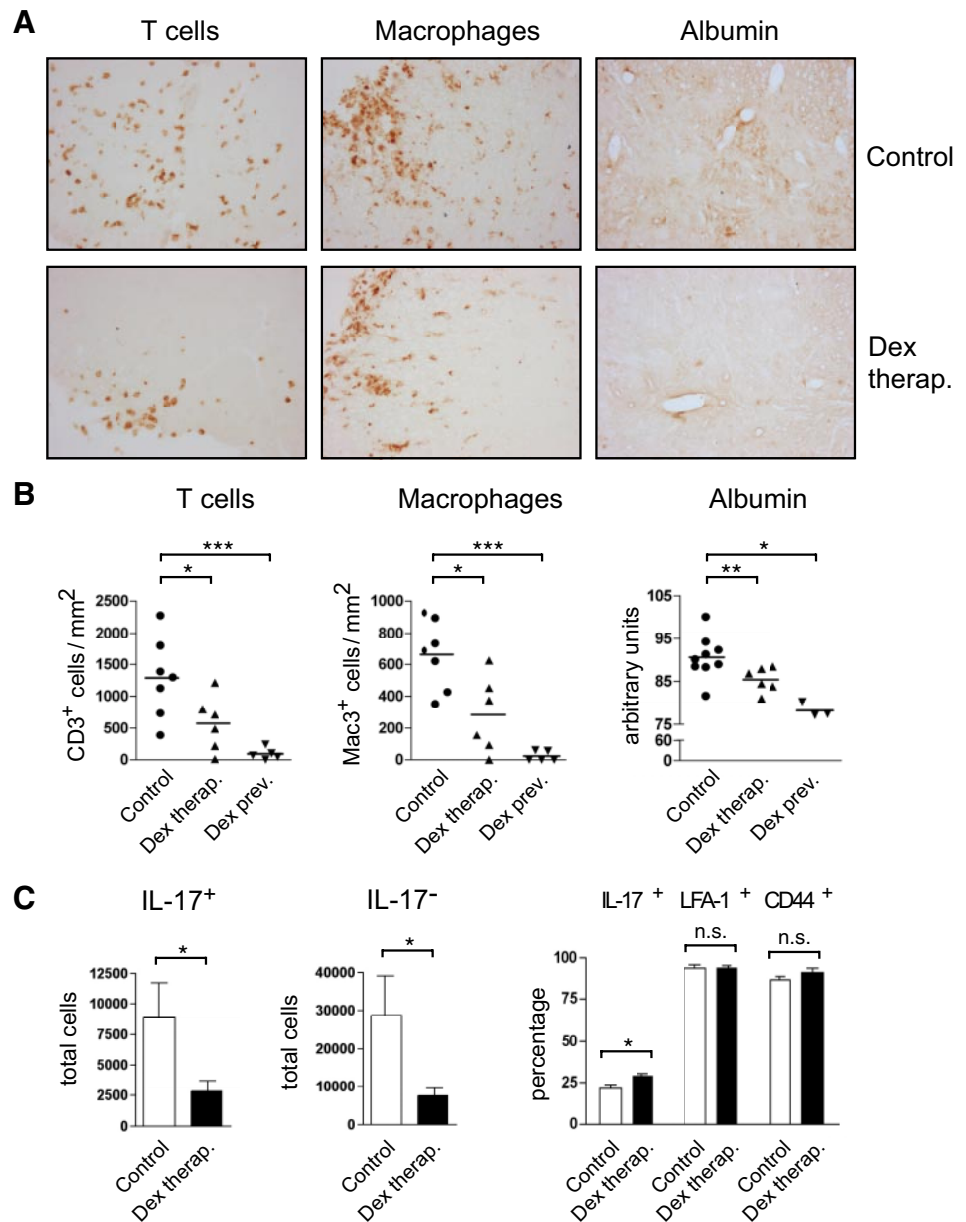 A
T cells Macrophages Albumin
Control
Dex
therap.
B
T cells Macrophages Albumin
*** *** *
* * **
CD3+ cells/mm2
2500
2000
1500
1000
500
0
Control Dex therap. Dex prev.
Mac3+ cells/mm2
1000
800
600
400
200
0
Control Dex therap. Dex prev.
arbitrary units
105
95
85
75
60
0
Control Dex therap. Dex prev.
C
IL-17+
*
total cells
12500
10000
7500
5000
2500
0
Control Dex therap.
IL-17-
*
total cells
40000
30000
20000
10000
0
Control Dex therap.
IL-17 + LFA-1 + CD44 +
n.s. n.s.
*
percentage
100
75
50
25
0
Control Dex therap. Control Dex therap. Control Dex therap.